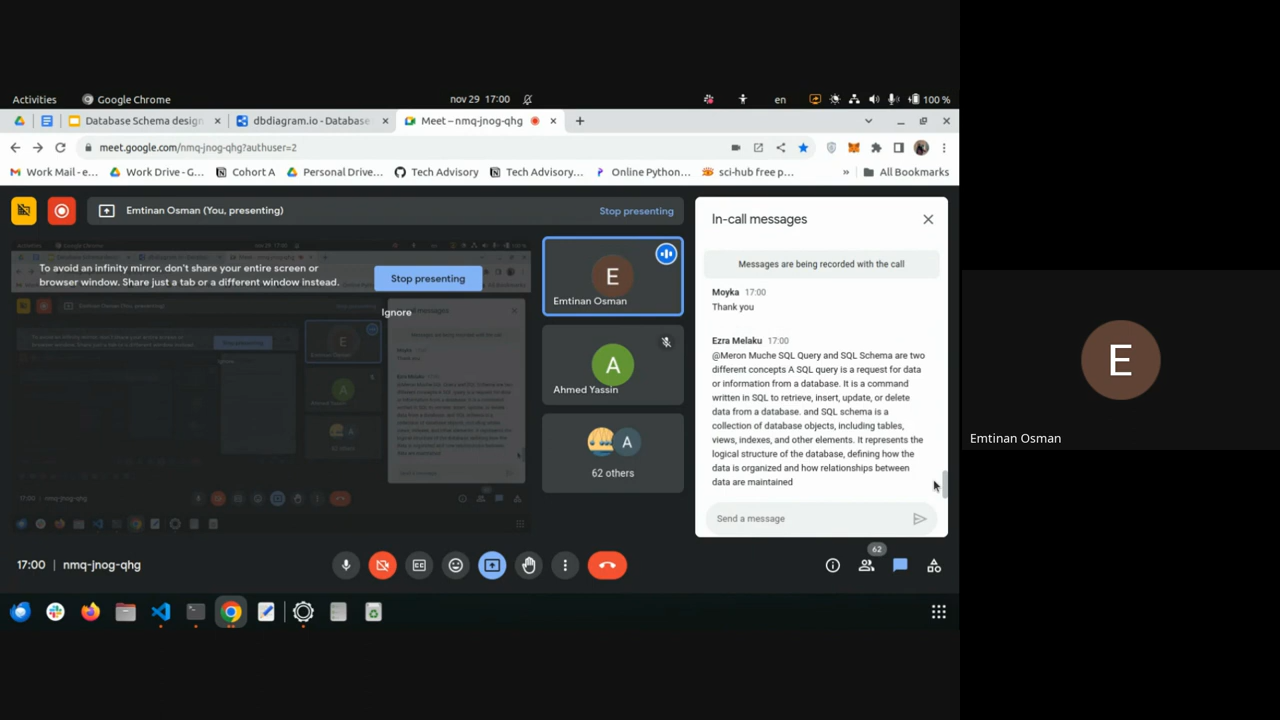 Activities
Google Chrome
nov 29 17:00
en
100 %
Database Schema design
dbdiagram.io - Database
Meet – nmq-jnog-qhg
meet.google.com/nmq-jnog-qhg?authuser=2
Work Mail - e...
Work Drive - G...
Cohort A
Personal Drive...
Tech Advisory
Tech Advisory...
Online Python...
sci-hub free p...
»
All Bookmarks
Emtinan Osman (You, presenting)
Stop presenting
To avoid an infinity mirror, don't share your entire screen or
browser window. Share just a tab or a different window instead.
Stop presenting
Ignore
E
Emtinan Osman
A
Ahmed Yassin
A
62 others
In-call messages
Messages are being recorded with the call
Moyka 17:00
Thank you
Ezra Melaku 17:00
@Meron Muche SQL Query and SQL Schema are two
different concepts A SQL query is a request for data
or information from a database. It is a command
written in SQL to retrieve, insert, update, or delete
data from a database. and SQL schema is a
collection of database objects, including tables,
views, indexes, and other elements. It represents the
logical structure of the database, defining how the
data is organized and how relationships between
data are maintained
Send a message
17:00 | nmq-jnog-qhg
62
E
Emtinan Osman